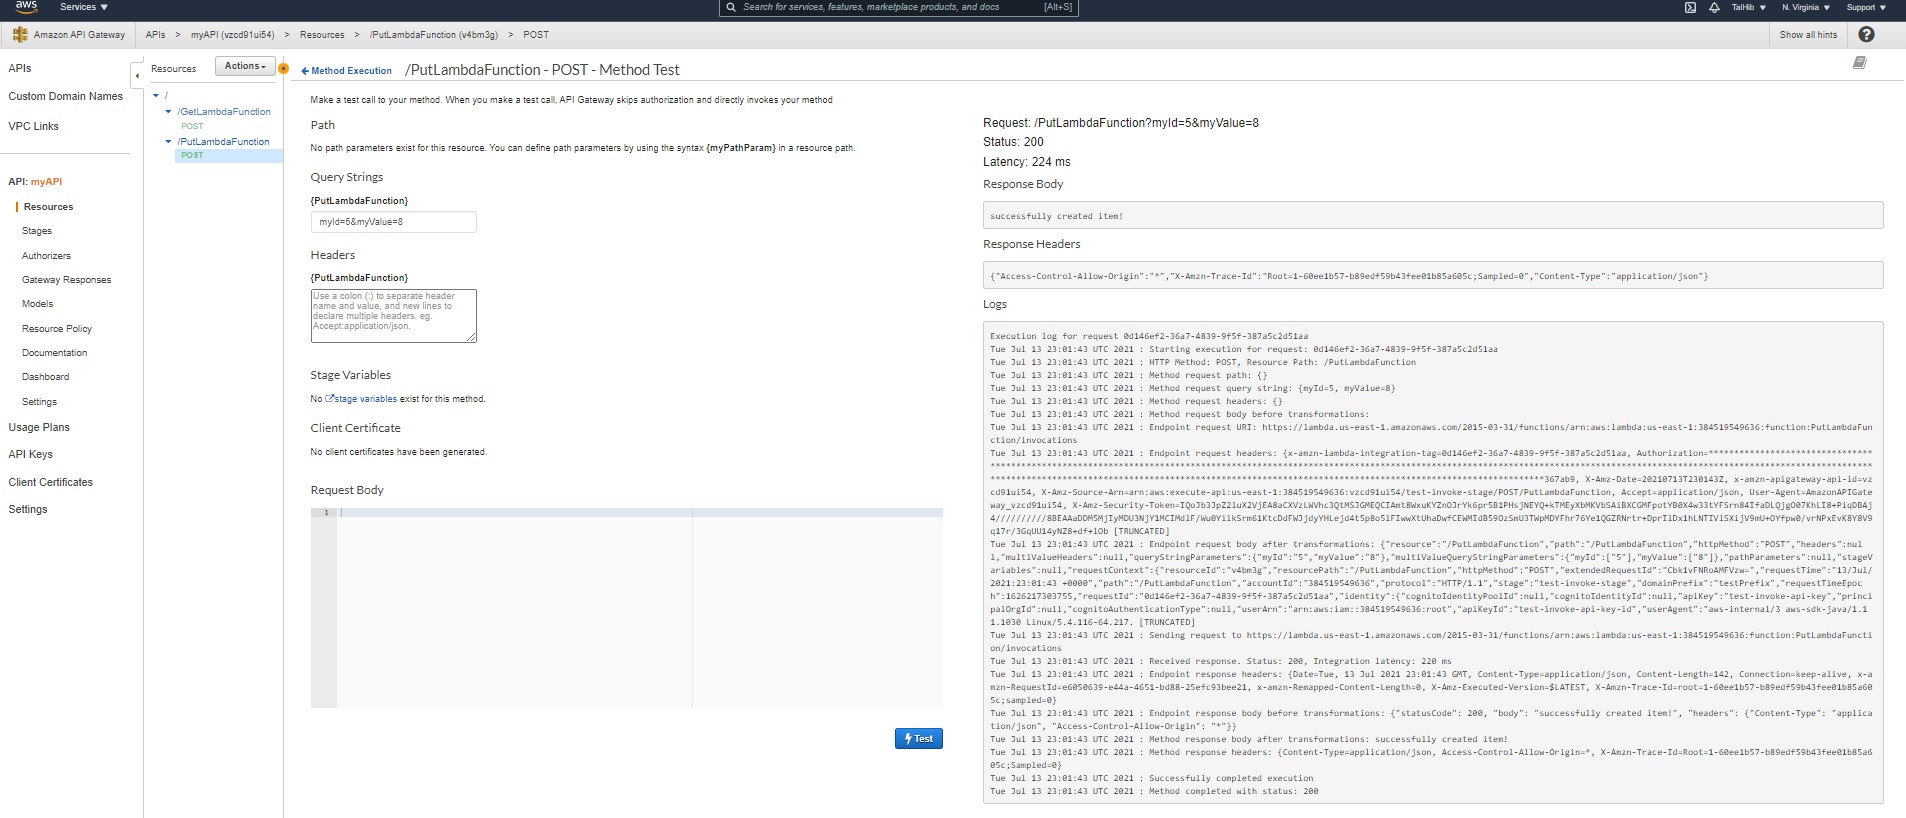 aws
Services
Search for services, features, marketplace products, and docs
[Alt+S]
TalHib
N. Virginia
Support
Amazon API Gateway
APIs > myAPI (vzcd91ui54) > Resources > /PutLambdaFunction (v4bm3g) > POST
Show all hints
APIs
Custom Domain Names
VPC Links
API: myAPI
Resources
Stages
Authorizers
Gateway Responses
Models
Resource Policy
Documentation
Dashboard
Settings
Usage Plans
API Keys
Client Certificates
Settings
Resources
Actions
/
/GetLambdaFunction
POST
/PutLambdaFunction
POST
Method Execution
/PutLambdaFunction - POST - Method Test
Make a test call to your method. When you make a test call, API Gateway skips authorization and directly invokes your method
Path
No path parameters exist for this resource. You can define path parameters by using the syntax {myPathParam} in a resource path.
Query Strings
{PutLambdaFunction}
myId=5&myValue=8
Headers
{PutLambdaFunction}
Use a colon (:) to separate header
name and value, and new lines to
declare multiple headers. eg.
Accept:application/json.
Stage Variables
No stage variables exist for this method.
Client Certificate
No client certificates have been generated.
Request Body
1
Test
Request: /PutLambdaFunction?myId=5&myValue=8
Status: 200
Latency: 224 ms
Response Body
successfully created item!
Response Headers
{"Access-Control-Allow-Origin":"*","X-Amzn-Trace-Id":"Root=1-60ee1b57-b89edf59b43fee01b85a605c;Sampled=0","Content-Type":"application/json"}
Logs
Execution log for request 0d146ef2-36a7-4839-9f5f-387a5c2d51aa
Tue Jul 13 23:01:43 UTC 2021 : Starting execution for request: 0d146ef2-36a7-4839-9f5f-387a5c2d51aa
Tue Jul 13 23:01:43 UTC 2021 : HTTP Method: POST, Resource Path: /PutLambdaFunction
Tue Jul 13 23:01:43 UTC 2021 : Method request path: {}
Tue Jul 13 23:01:43 UTC 2021 : Method request query string: {myId=5, myValue=8}
Tue Jul 13 23:01:43 UTC 2021 : Method request headers: {}
Tue Jul 13 23:01:43 UTC 2021 : Method request body before transformations:
Tue Jul 13 23:01:43 UTC 2021 : Endpoint request URI: https://lambda.us-east-1.amazonaws.com/2015-03-31/functions/arn:aws:lambda:us-east-1:384519549636:function:PutLambdaFun
ction/invocations
Tue Jul 13 23:01:43 UTC 2021 : Endpoint request headers: {x-amzn-lambda-integration-tag=0d146ef2-36a7-4839-9f5f-387a5c2d51aa, Authorization=
367ab9, X-Amz-Date=20210713T230143Z, x-amzn-apigateway-api-id=vz
cd91ui54, X-Amz-Source-Arn=arn:aws:execute-api:us-east-1:384519549636:vzcd91ui54/test-invoke-stage/POST/PutLambdaFunction, Accept=application/json, User-Agent=AmazonAPIGate
way_vzcd91ui54, [TRUNCATED]
Tue Jul 13 23:01:43 UTC 2021 : Endpoint request body after transformations: {"resource":"/PutLambdaFunction","path":"/PutLambdaFunction","httpMethod":"POST","headers":nul
l,"multiValueHeaders":null,"queryStringParameters":{"myId":"5","myValue":"8"},"multiValueQueryStringParameters":{"myId":["5"],"myValue":["8"]},"pathParameters":null,"stageV
ariables":null,"requestContext":{"resourceId":"v4bm3g","resourcePath":"/PutLambdaFunction","httpMethod":"POST","extendedRequestId":"Cbk1vFNRoAMFVzw=","requestTime":"13/Jul/
2021:23:01:43 +0000","path":"/PutLambdaFunction","accountId":"384519549636","protocol":"HTTP/1.1","stage":"test-invoke-stage","domainPrefix":"testPrefix","requestTimeEpoc
h":1626217303755,"requestId":"0d146ef2-36a7-4839-9f5f-387a5c2d51aa","identity":{"cognitoIdentityPoolId":null,"cognitoIdentityId":null,"apiKey":"test-invoke-api-key","princi
palOrgId":null,"cognitoAuthenticationType":null,"userArn":"arn:aws:iam::384519549636:root","apiKeyId":"test-invoke-api-key-id","userAgent":"aws-internal/3 aws-sdk-java/1.1
1.1030 Linux/5.4.116-64.217. [TRUNCATED]
Tue Jul 13 23:01:43 UTC 2021 : Sending request to https://lambda.us-east-1.amazonaws.com/2015-03-31/functions/arn:aws:lambda:us-east-1:384519549636:function:PutLambdaFuncti
on/invocations
Tue Jul 13 23:01:43 UTC 2021 : Received response. Status: 200, Integration latency: 220 ms
Tue Jul 13 23:01:43 UTC 2021 : Endpoint response headers: {Date=Tue, 13 Jul 2021 23:01:43 GMT, Content-Type=application/json, Content-Length=142, Connection=keep-alive, x-a
mzn-RequestId=e6050639-e44a-4651-bd88-25efc93bee21, x-amzn-Remapped-Content-Length=0, X-Amz-Executed-Version=$LATEST, X-Amzn-Trace-Id=root=1-60ee1b57-b89edf59b43fee01b85a60
5c;sampled=0}
Tue Jul 13 23:01:43 UTC 2021 : Endpoint response body before transformations: {"statusCode": 200, "body": "successfully created item!", "headers": {"Content-Type": "applica
tion/json", "Access-Control-Allow-Origin": "*"}}
Tue Jul 13 23:01:43 UTC 2021 : Method response body after transformations: successfully created item!
Tue Jul 13 23:01:43 UTC 2021 : Method response headers: {Content-Type=application/json, Access-Control-Allow-Origin=*, X-Amzn-Trace-Id=Root=1-60ee1b57-b89edf59b43fee01b85a6
05c;Sampled=0}
Tue Jul 13 23:01:43 UTC 2021 : Successfully completed execution
Tue Jul 13 23:01:43 UTC 2021 : Method completed with status: 200